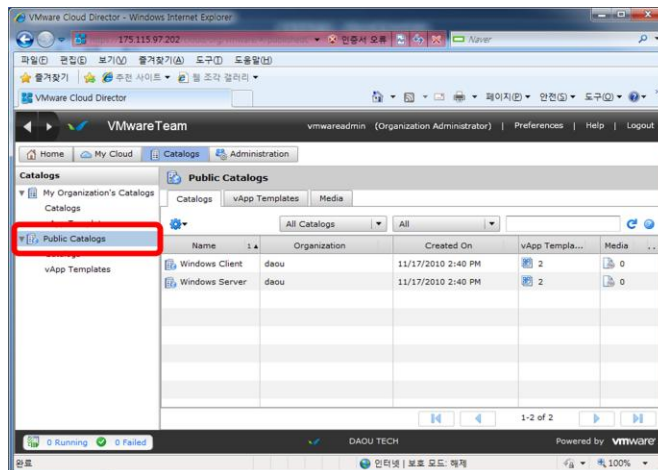 VMware Cloud Director - Windows Internet Explorer
175.115.97.202
인증서 오류
Naver
파일(F) 편집(E) 보기(V) 즐겨찾기(A) 도구(T) 도움말(H)
즐겨찾기 추천 사이트 웹 조각 갤러리
VMware Cloud Director
페이지(P) 안전(S) 도구(O)
VMwareTeam
vmwareadmin (Organization Administrator) | Preferences | Help | Logout
Home My Cloud Catalogs Administration
Catalogs
My Organization's Catalogs
Catalogs
Public Catalogs
vApp Templates
Public Catalogs
Catalogs vApp Templates Media
All Catalogs All
Name 1 Organization Created On vApp Templa... Media ..
Windows Client daou 11/17/2010 2:40 PM 2 0
Windows Server daou 11/17/2010 2:40 PM 2 0
1-2 of 2
0 Running 0 Failed
DAOU TECH
Powered by vmware
완료
인터넷 | 보호 모드: 해제
100%